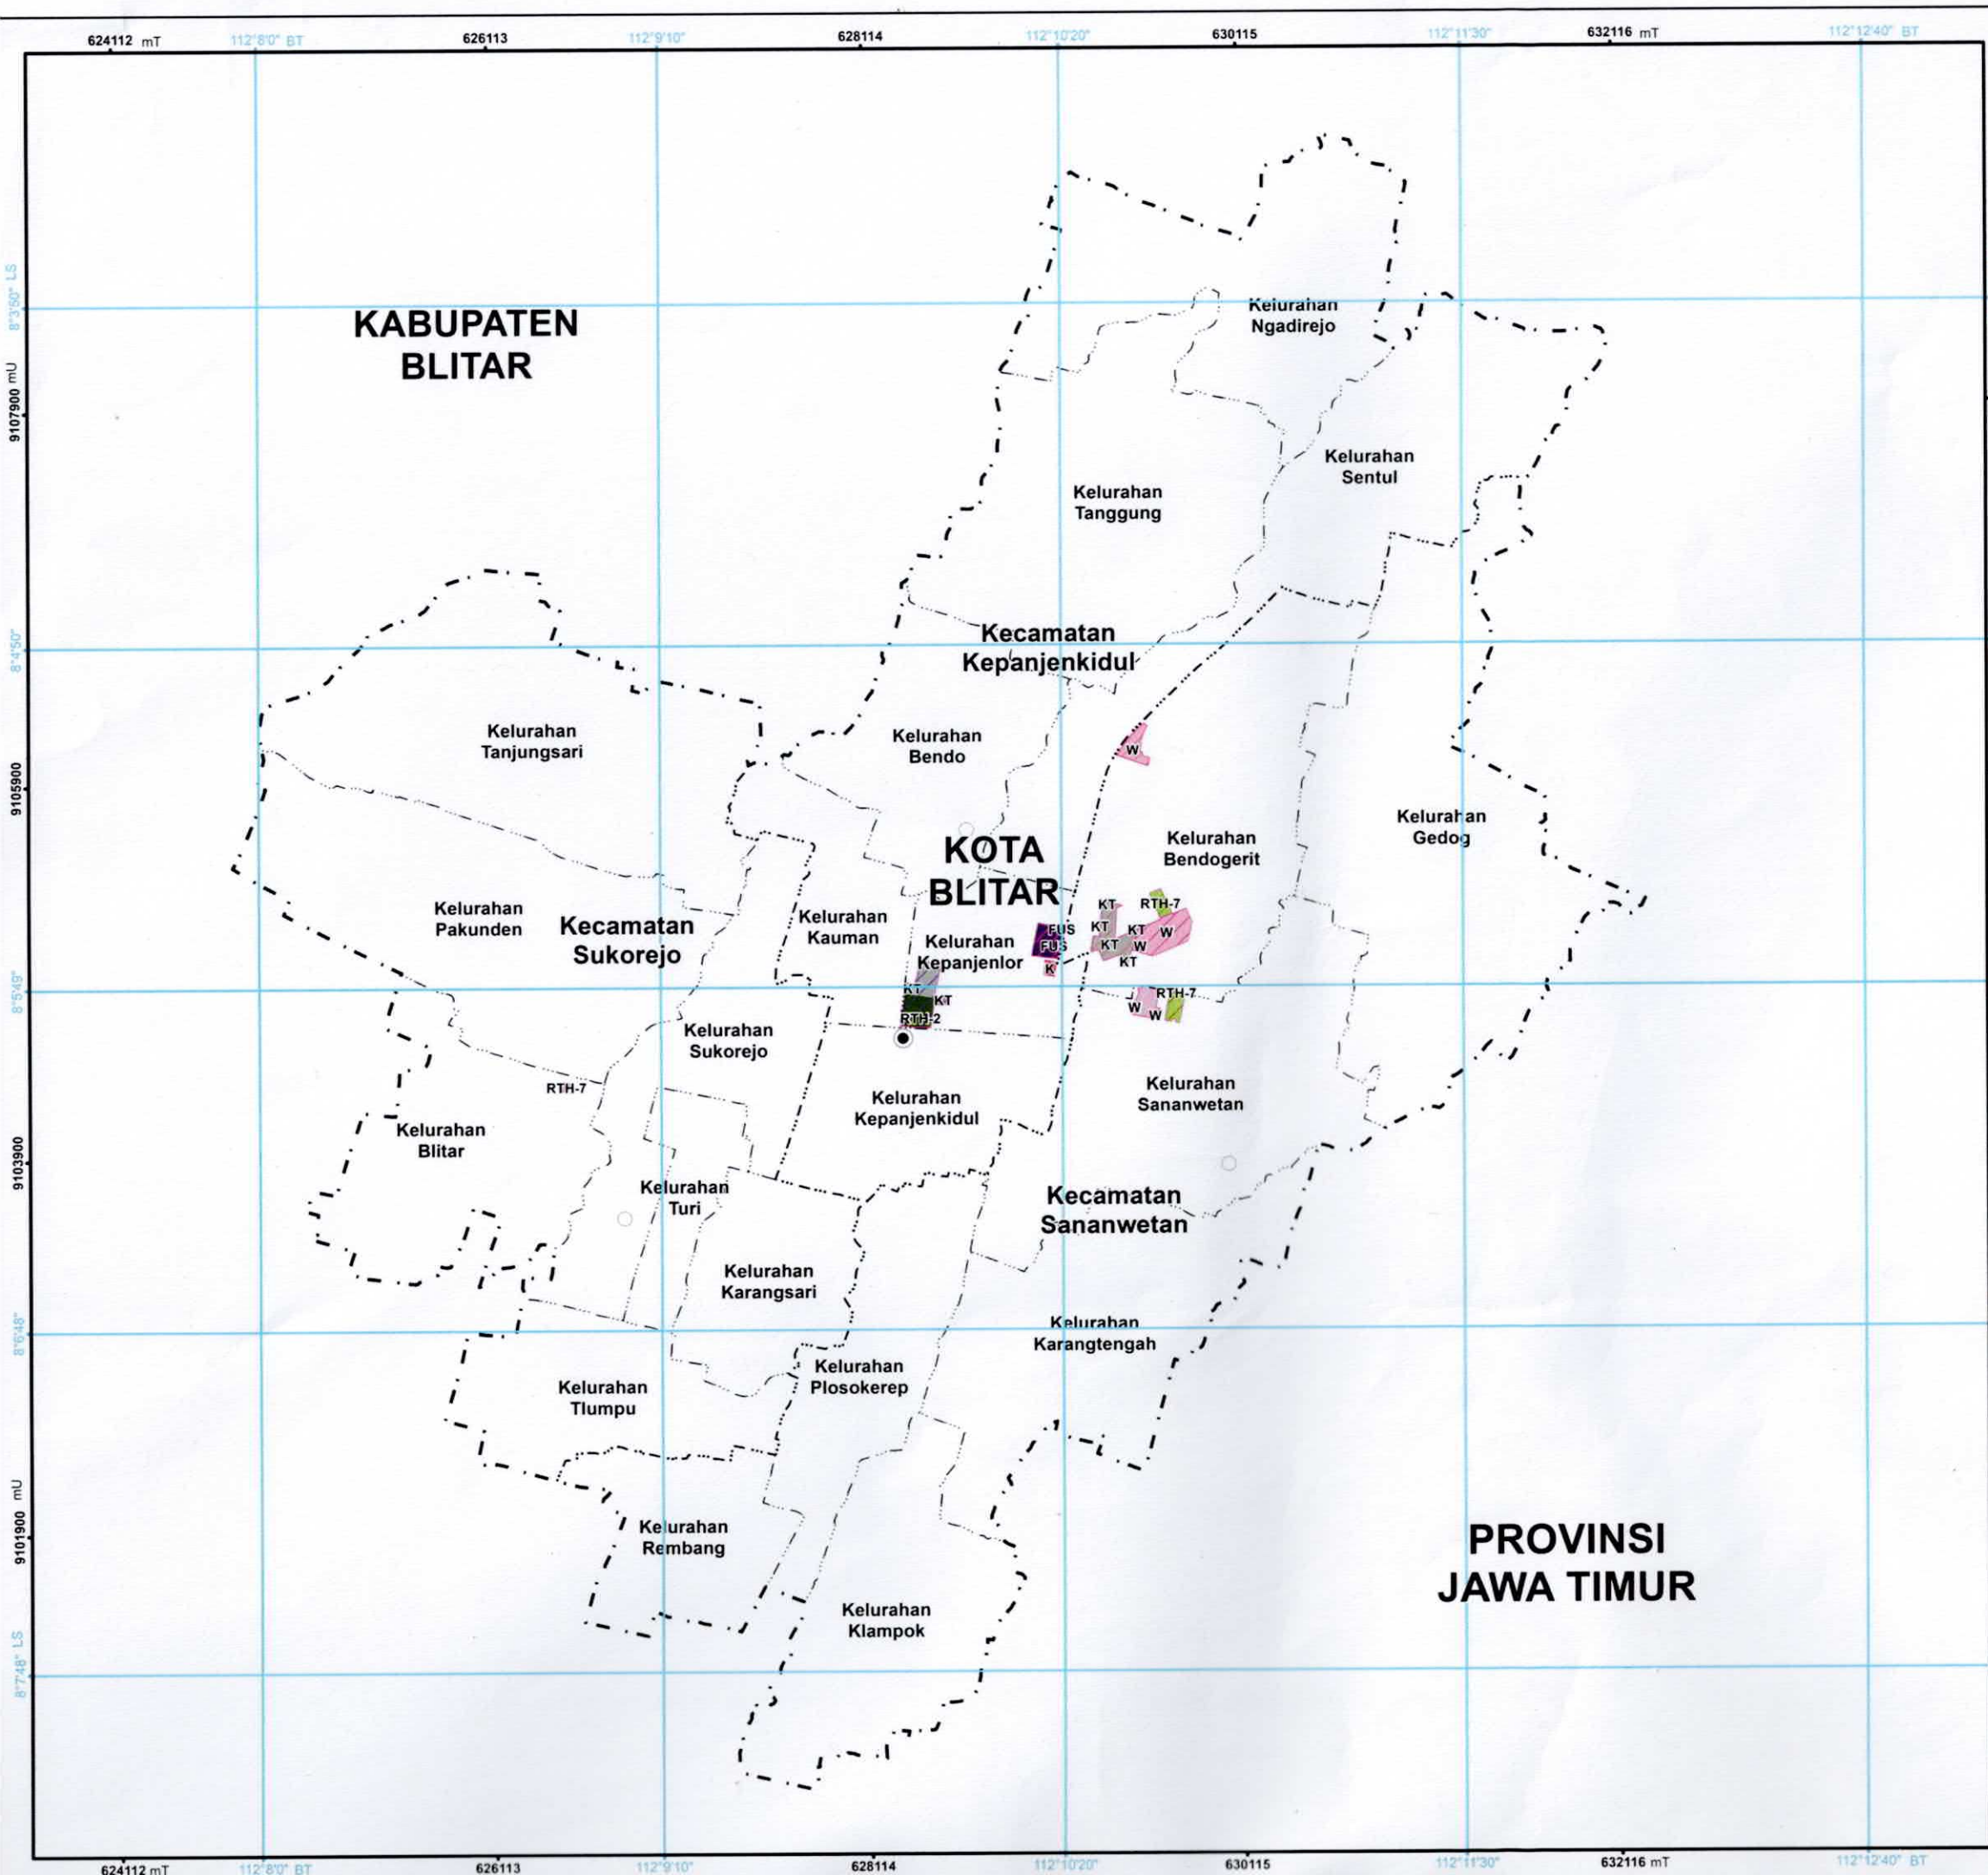 624112 mT
112°8'0" BT
626113
112°9'10"
628114
112°10'20"
630115
112°11'30"
632116 mT
112°12'40" BT
8°3'50" LS
KABUPATEN
BLITAR
Kelurahan
Ngadirejo
9107900 mU
Kelurahan
Sentul
Kelurahan
Tanggung
8°4'50"
Kecamatan
Kepanjenkidul
Kelurahan
Tanjungsari
Kelurahan
Bendo
W
9105900
Kelurahan
Gedog
KOTA
BLITAR
Kelurahan
Bendogerit
Kelurahan
Pakunden
Kecamatan
Sukorejo
Kelurahan
Kauman
Kelurahan
Kepanjenlor
FUS
FUS
K
KT
RTH-7
KT
KT
W
KT
W
KT
8°5'49"
KT
KT
RTH-2
RTH-7
W
W
Kelurahan
Sukorejo
RTH-7
Kelurahan
Sananwetan
Kelurahan
Kepanjenkidul
Kelurahan
Blitar
9103900
Kelurahan
Turi
Kecamatan
Sananwetan
Kelurahan
Karangsari
8°6'48"
Kelurahan
Karangtengah
Kelurahan
Plosokerep
Kelurahan
Tlumpu
9101900 mU
Kelurahan
Rembang
PROVINSI
JAWA TIMUR
Kelurahan
Klampok
8°7'48" LS
624112 mT
112°8'0" BT
626113
112°9'10"
628114
112°10'20"
630115
112°11'30"
632116 mT
112°12'40" BT